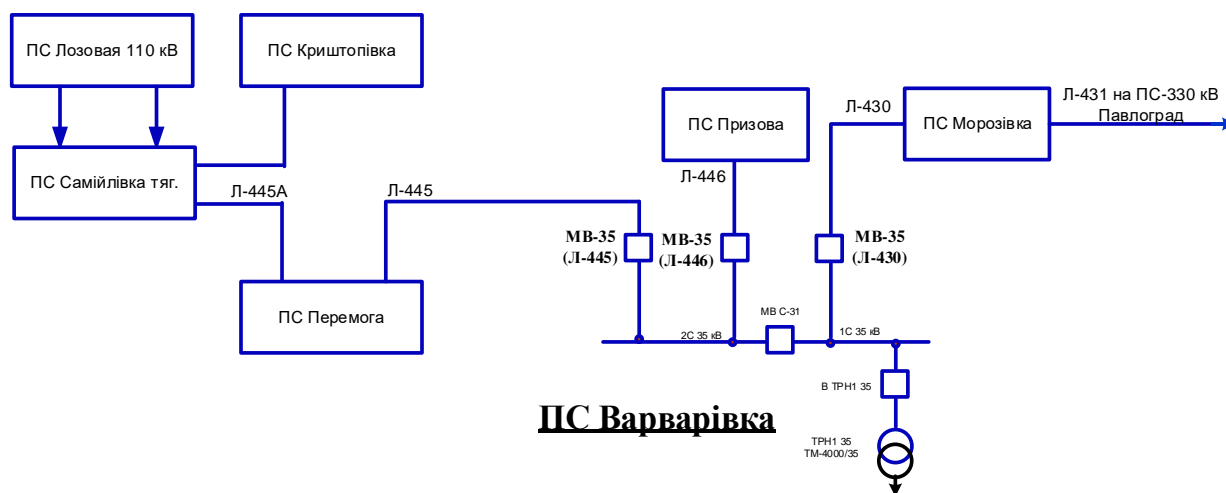 ПС Лозовая 110 кВ
ПС Криштопівка
ПС Самійлівка тяг.
Л-445А
ПС Перемога
Л-445
ПС Призова
Л-446
Л-430
ПС Морозівка
Л-431 на ПС-330 кВ
Павлоград
МВ-35
(Л-445)
МВ-35
(Л-446)
МВ-35
(Л-430)
МВ С-31
2С 35 кВ
1С 35 кВ
В ТРН1 35
ПС Варварівка
ТРН1 35
ТМ-4000/35